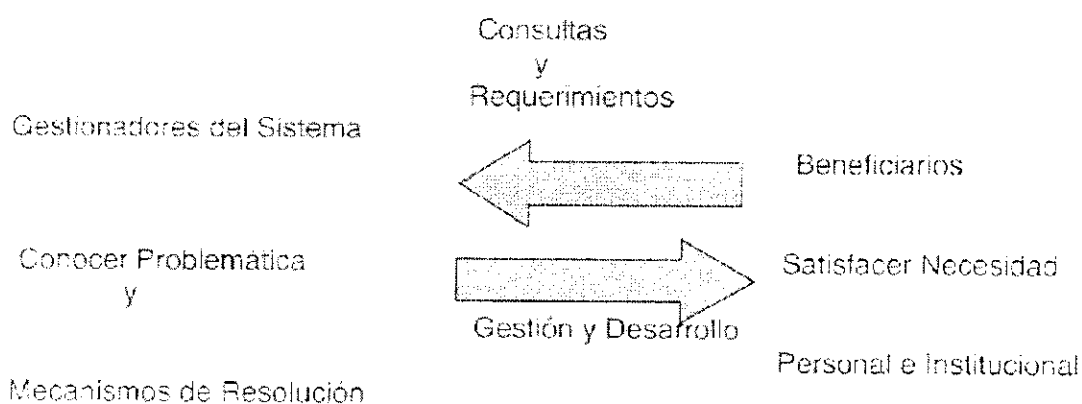 Consultas
y
Requerimientos
Gestionadores del Sistema
Beneficiarios
Conocer Problemática
y
Satisfacer Necesidad
Gestión y Desarrollo
Personal e Institucional
Mecanismos de Resolución